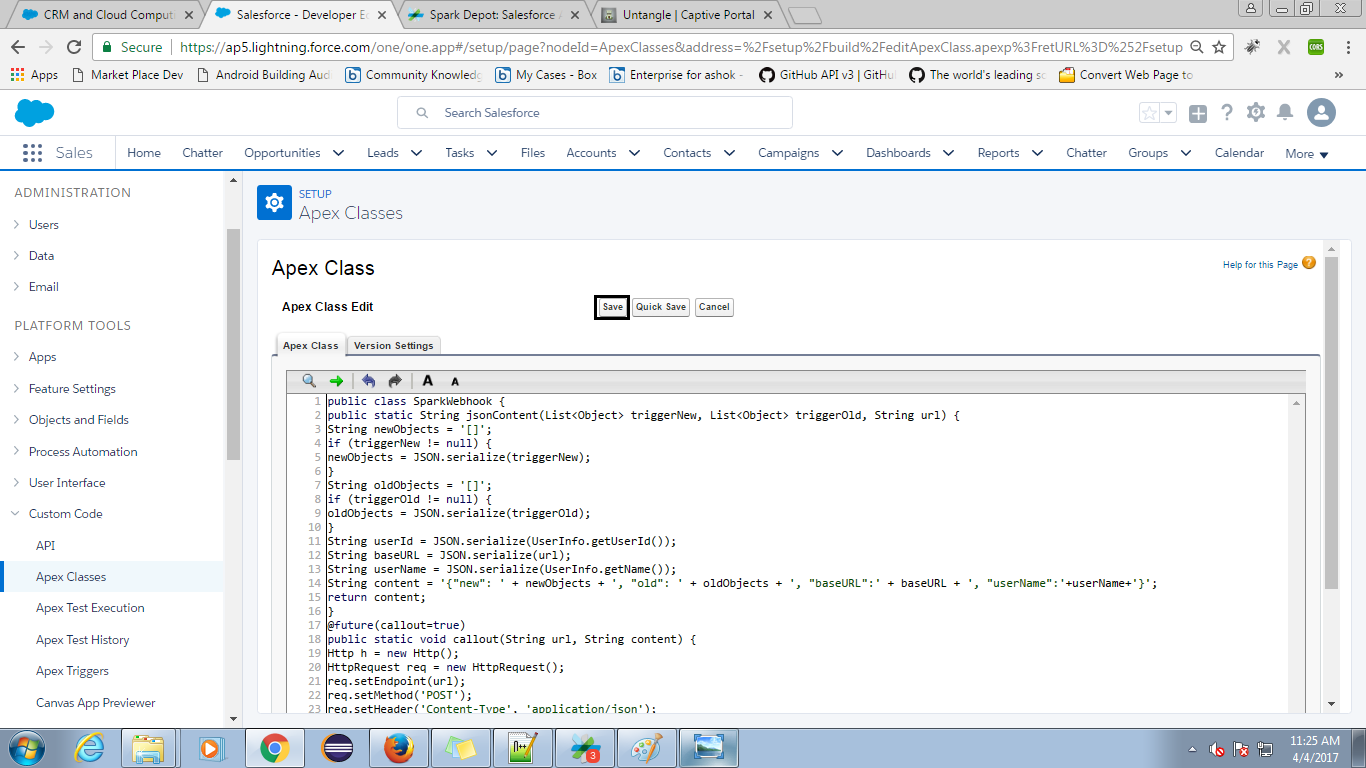 CRM and Cloud Computi
Salesforce - Developer Ed
Spark Depot: Salesforce A
Untangle | Captive Portal
Secure
https://ap5.lightning.force.com/one/one.app#/setup/page?nodeId=ApexClasses&address=%2Fsetup%2Fbuild%2FeditApexClass.apexp%3FretURL%3D%252Fsetup
CORS
Apps
Market Place Dev
Android Building Aud
Community Knowledg
My Cases - Box
Enterprise for ashok -
GitHub API v3 | GitHu
The world's leading so
Convert Web Page to
»
Search Salesforce
Sales
Home
Chatter
Opportunities
Leads
Tasks
Files
Accounts
Contacts
Campaigns
Dashboards
Reports
Chatter
Groups
Calendar
More
ADMINISTRATION
Users
Data
Email
PLATFORM TOOLS
Apps
Feature Settings
Objects and Fields
Process Automation
User Interface
Custom Code
API
Apex Classes
Apex Test Execution
Apex Test History
Apex Triggers
Canvas App Previewer
SETUP
Apex Classes
Apex Class
Help for this Page ?
Apex Class Edit
Save
Quick Save
Cancel
Apex Class
Version Settings
A A
1 public class SparkWebhook {
2 public static String jsonContent(List<Object> triggerNew, List<Object> triggerOld, String url) {
3 String newObjects = '[]';
4 if (triggerNew != null) {
5 newObjects = JSON.serialize(triggerNew);
6 }
7 String oldObjects = '[]';
8 if (triggerOld != null) {
9 oldObjects = JSON.serialize(triggerOld);
10 }
11 String userId = JSON.serialize(UserInfo.getUserId());
12 String baseURL = JSON.serialize(url);
13 String userName = JSON.serialize(UserInfo.getName());
14 String content = '{"new": ' + newObjects + ', "old": ' + oldObjects + ', "baseURL":' + baseURL + ', "userName":'+userName+'}';
15 return content;
16 }
17 @future(callout=true)
18 public static void callout(String url, String content) {
19 Http h = new Http();
20 HttpRequest req = new HttpRequest();
21 req.setEndpoint(url);
22 req.setMethod('POST');
23 req.setHeader('Content-Type', 'application/json');
3
11:25 AM
4/4/2017